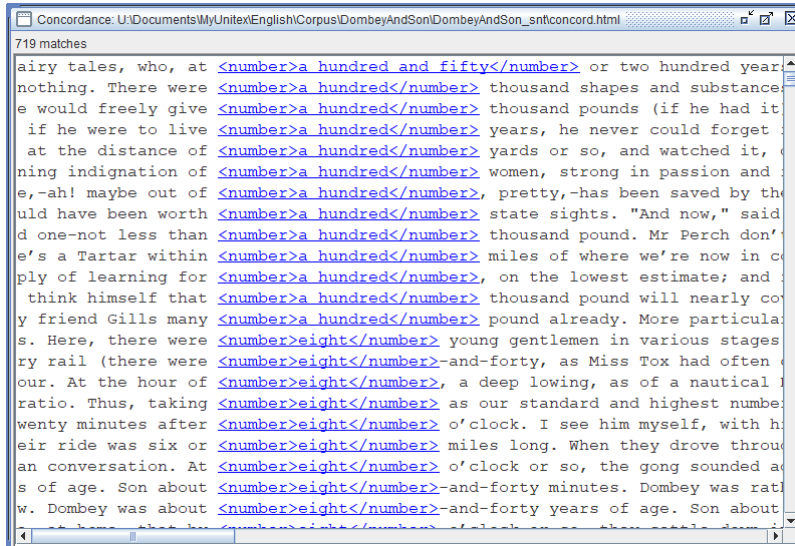 Concordance: U:\Documents\MyUnitex\English\Corpus\DombeyAndSon\DombeyAndSon_snt\concord.html
719 matches
airy tales, who, at <number>a hundred and fifty</number> or two hundred year
nothing. There were <number>a hundred</number> thousand shapes and substance
e would freely give <number>a hundred</number> thousand pounds (if he had it
if he were to live <number>a hundred</number> years, he never could forget
at the distance of <number>a hundred</number> yards or so, and watched it,
ning indignation of <number>a hundred</number> women, strong in passion and
e,-ah! maybe out of <number>a hundred</number>, pretty,-has been saved by the
uld have been worth <number>a hundred</number> state sights. "And now," said
d one-not less than <number>a hundred</number> thousand pound. Mr Perch don'
e's a Tartar within <number>a hundred</number> miles of where we're now in c
ply of learning for <number>a hundred</number>, on the lowest estimate; and
think himself that <number>a hundred</number> thousand pound will nearly co
y friend Gills many <number>a hundred</number> pound already. More particula
s. Here, there were <number>eight</number> young gentlemen in various stages
ry rail (there were <number>eight</number>-and-forty, as Miss Tox had often
our. At the hour of <number>eight</number>, a deep lowing, as of a nautical
ratio. Thus, taking <number>eight</number> as our standard and highest numbe
wenty minutes after <number>eight</number> o'clock. I see him myself, with h
eir ride was six or <number>eight</number> miles long. When they drove throu
an conversation. At <number>eight</number> o'clock or so, the gong sounded a
s of age. Son about <number>eight</number>-and-forty minutes. Dombey was rat
w. Dombey was about <number>eight</number>-and-forty years of age. Son about